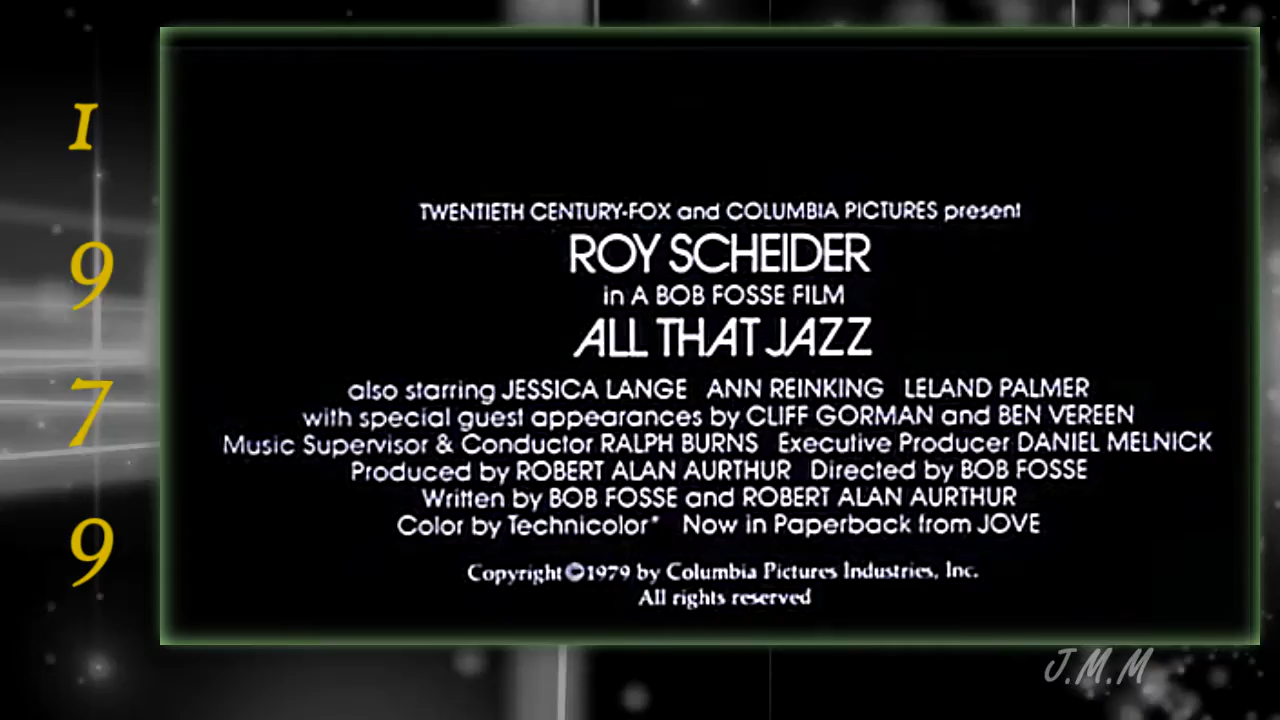 1
9
7
9
TWENTIETH CENTURY-FOX and COLUMBIA PICTURES present
ROY SCHEIDER
in A BOB FOSSE FILM
ALL THAT JAZZ
also starring JESSICA LANGE ANN REINKING LELAND PALMER
with special guest appearances by CLIFF GORMAN and BEN VEREEN
Music Supervisor & Conductor RALPH BURNS Executive Producer DANIEL MELNICK
Produced by ROBERT ALAN AURTHUR Directed by BOB FOSSE
Written by BOB FOSSE and ROBERT ALAN AURTHUR
Color by Technicolor® Now in Paperback from JOVE
Copyright ©1979 by Columbia Pictures Industries, Inc.
All rights reserved
J.M.M